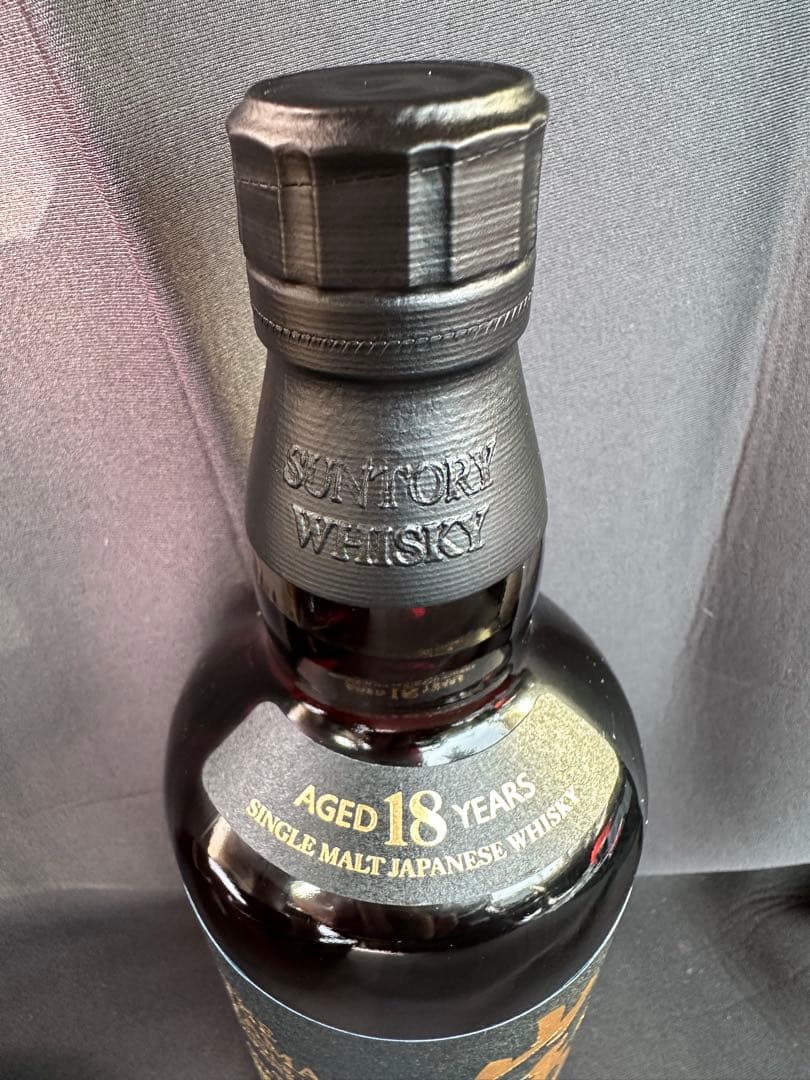 SUNTORY
WHISKY
AGED 18 YEARS
SINGLE MALT JAPANESE WHISKY